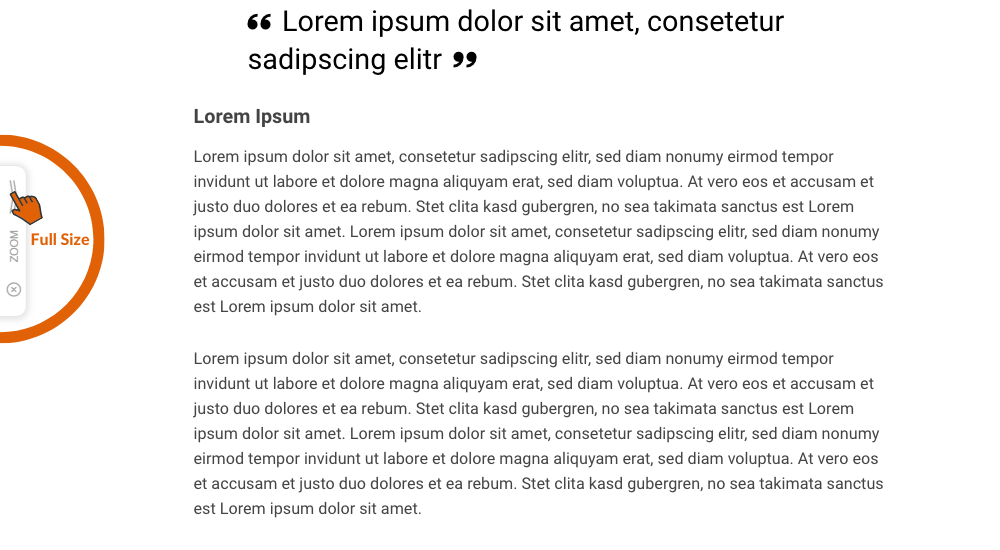 “ Lorem ipsum dolor sit amet, consetetur
sadipscing elitr ”
Lorem Ipsum
Lorem ipsum dolor sit amet, consetetur sadipscing elitr, sed diam nonumy eirmod tempor
invidunt ut labore et dolore magna aliquyam erat, sed diam voluptua. At vero eos et accusam et
justo duo dolores et ea rebum. Stet clita kasd gubergren, no sea takimata sanctus est Lorem
ipsum dolor sit amet. Lorem ipsum dolor sit amet, consetetur sadipscing elitr, sed diam nonumy
eirmod tempor invidunt ut labore et dolore magna aliquyam erat, sed diam voluptua. At vero eos
et accusam et justo duo dolores et ea rebum. Stet clita kasd gubergren, no sea takimata sanctus
est Lorem ipsum dolor sit amet.
Lorem ipsum dolor sit amet, consetetur sadipscing elitr, sed diam nonumy eirmod tempor
invidunt ut labore et dolore magna aliquyam erat, sed diam voluptua. At vero eos et accusam et
justo duo dolores et ea rebum. Stet clita kasd gubergren, no sea takimata sanctus est Lorem
ipsum dolor sit amet. Lorem ipsum dolor sit amet, consetetur sadipscing elitr, sed diam nonumy
eirmod tempor invidunt ut labore et dolore magna aliquyam erat, sed diam voluptua. At vero eos
et accusam et justo duo dolores et ea rebum. Stet clita kasd gubergren, no sea takimata sanctus
est Lorem ipsum dolor sit amet.
ZOOM
Full Size